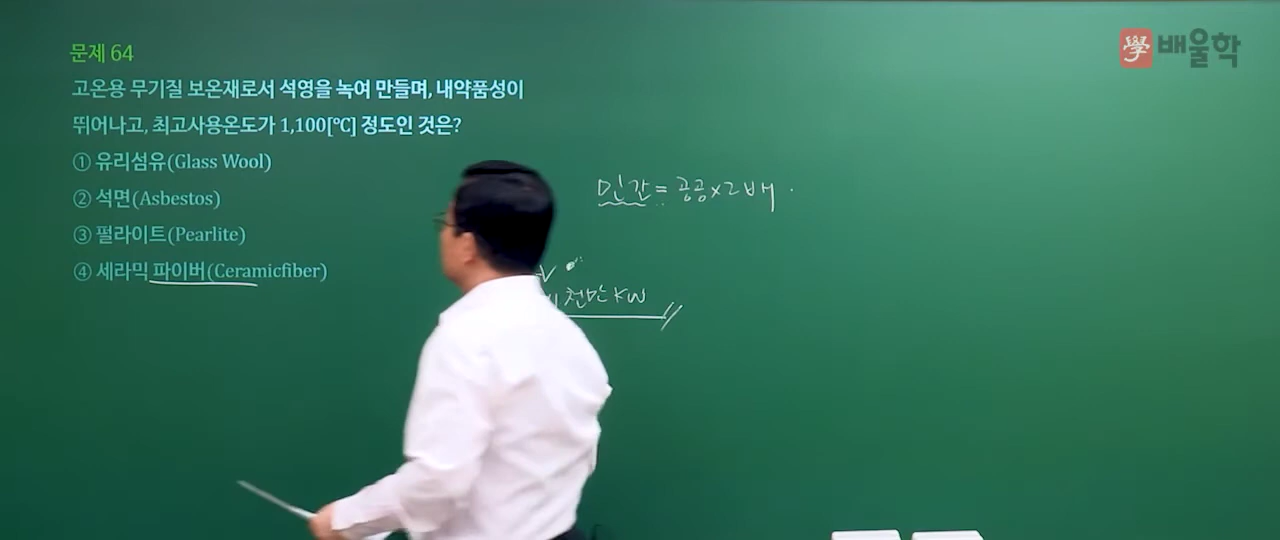 문제 64
고온용 무기질 보온재로서 석영을 녹여 만들며, 내약품성이
뛰어나고, 최고사용온도가 1,100[℃] 정도인 것은?
① 유리섬유(Glass Wool)
② 석면(Asbestos)
③ 펄라이트(Pearlite)
④ 세라믹 파이버(Ceramicfiber)
學 배울학
민간 = 공공 × 2배
천만 kW